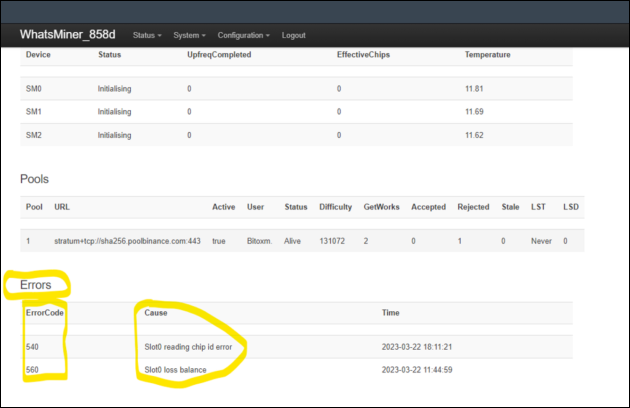 WhatsMiner_858d Status System Configuration Logout
Device Status UpfreqCompleted EffectiveChips Temperature
SM0 Initialising 0 0 11.81
SM1 Initialising 0 0 11.69
SM2 Initialising 0 0 11.62
Pools
Pool URL Active User Status Difficulty GetWorks Accepted Rejected Stale LST LSD
1 stratum+tcp://sha256.poolbinance.com:443 true Bitoxm. Alive 131072 2 0 1 0 Never 0
Errors
ErrorCode Cause Time
540 Slot0 reading chip id error 2023-03-22 18:11:21
560 Slot0 loss balance 2023-03-22 11:44:59